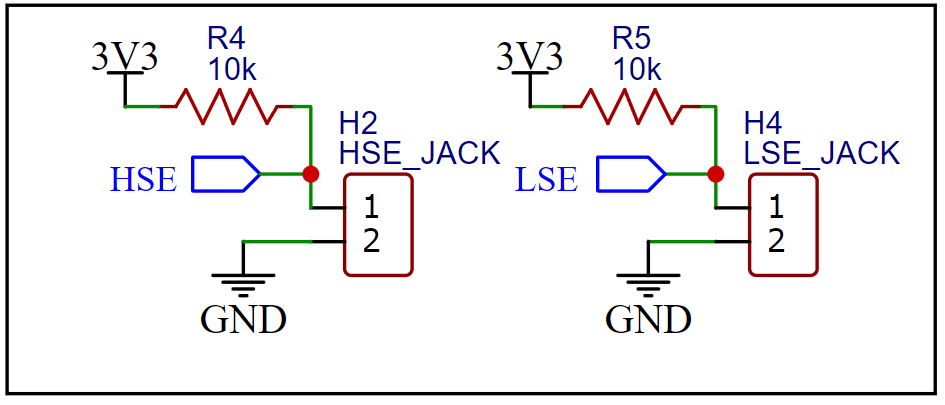 R4
3V3
10k
H2
HSE_JACK
HSE
1
2
GND
R5
3V3
10k
H4
LSE_JACK
LSE
1
2
GND